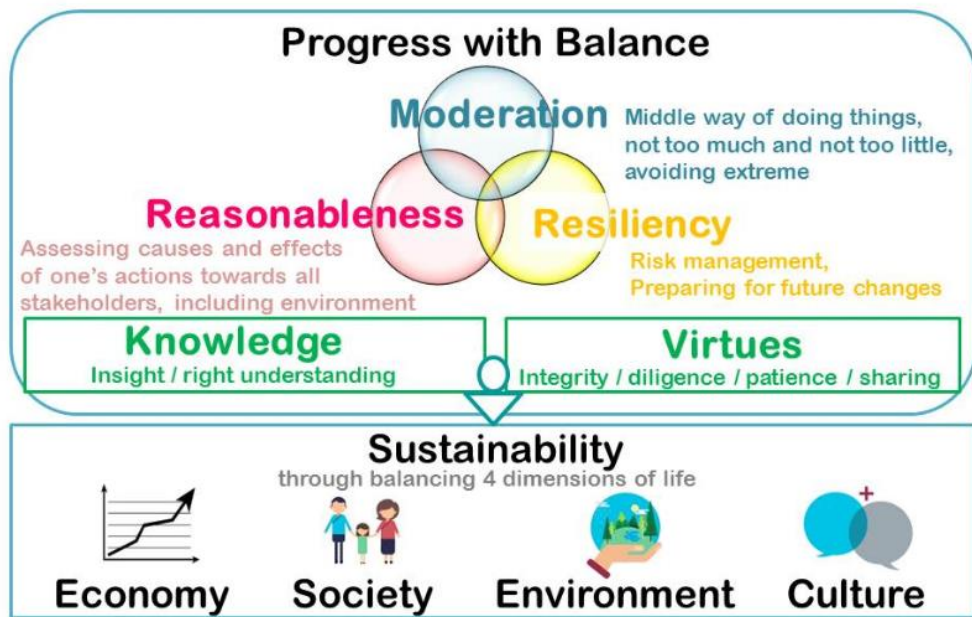 Progress with Balance
Moderation
Middle way of doing things,
not too much and not too little,
avoiding extreme
Reasonableness
Assessing causes and effects
of one's actions towards all
stakeholders, including environment
Resiliency
Risk management,
Preparing for future changes
Knowledge
Insight / right understanding
Virtues
Integrity / diligence / patience / sharing
Sustainability
through balancing 4 dimensions of life
+
Economy
Society
Environment
Culture